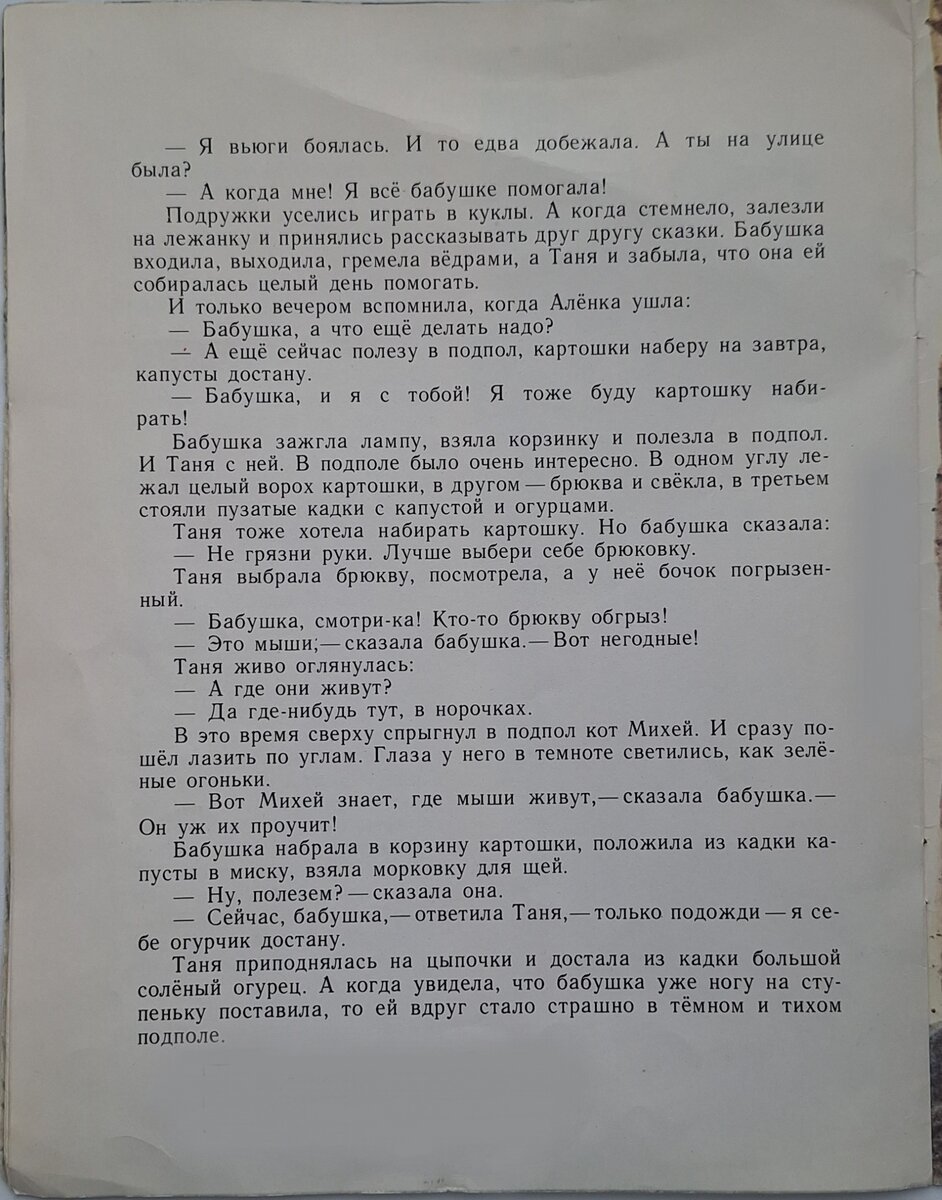 — Я вьюги боялась. И то едва добежала. А ты на улице
была?
— А когда мне! Я всё бабушке помогала!
Подружки уселись играть в куклы. А когда стемнело, залезли
на лежанку и принялись рассказывать друг другу сказки. Бабушка
входила, выходила, гремела вёдрами, а Таня и забыла, что она ей
собиралась целый день помогать.
И только вечером вспомнила, когда Алёнка ушла:
— Бабушка, а что ещё делать надо?
— А ещё сейчас полезу в подпол, картошки наберу на завтра,
капусты достану.
— Бабушка, и я с тобой! Я тоже буду картошку наби-
рать!
Бабушка зажгла лампу, взяла корзинку и полезла в подпол.
И Таня с ней. В подполе было очень интересно. В одном углу ле-
жал целый ворох картошки, в другом — брюква и свёкла, в третьем
стояли пузатые кадки с капустой и огурцами.
Таня тоже хотела набирать картошку. Но бабушка сказала:
— Не грязни руки. Лучше выбери себе брюковку.
Таня выбрала брюкву, посмотрела, а у неё бочок погрызен-
ный.
— Бабушка, смотри-ка! Кто-то брюкву обгрыз!
— Это мыши;— сказала бабушка.— Вот негодные!
Таня живо оглянулась:
— А где они живут?
— Да где-нибудь тут, в норочках.
В это время сверху спрыгнул в подпол кот Михей. И сразу по-
шёл лазить по углам. Глаза у него в темноте светились, как зелё-
ные огоньки.
— Вот Михей знает, где мыши живут,— сказала бабушка.—
Он уж их проучит!
Бабушка набрала в корзину картошки, положила из кадки ка-
пусты в миску, взяла морковку для щей.
— Ну, полезем? — сказала она.
— Сейчас, бабушка,— ответила Таня,— только подожди — я се-
бе огурчик достану.
Таня приподнялась на цыпочки и достала из кадки большой
солёный огурец. А когда увидела, что бабушка уже ногу на сту-
пеньку поставила, то ей вдруг стало страшно в тёмном и тихом
подполе.